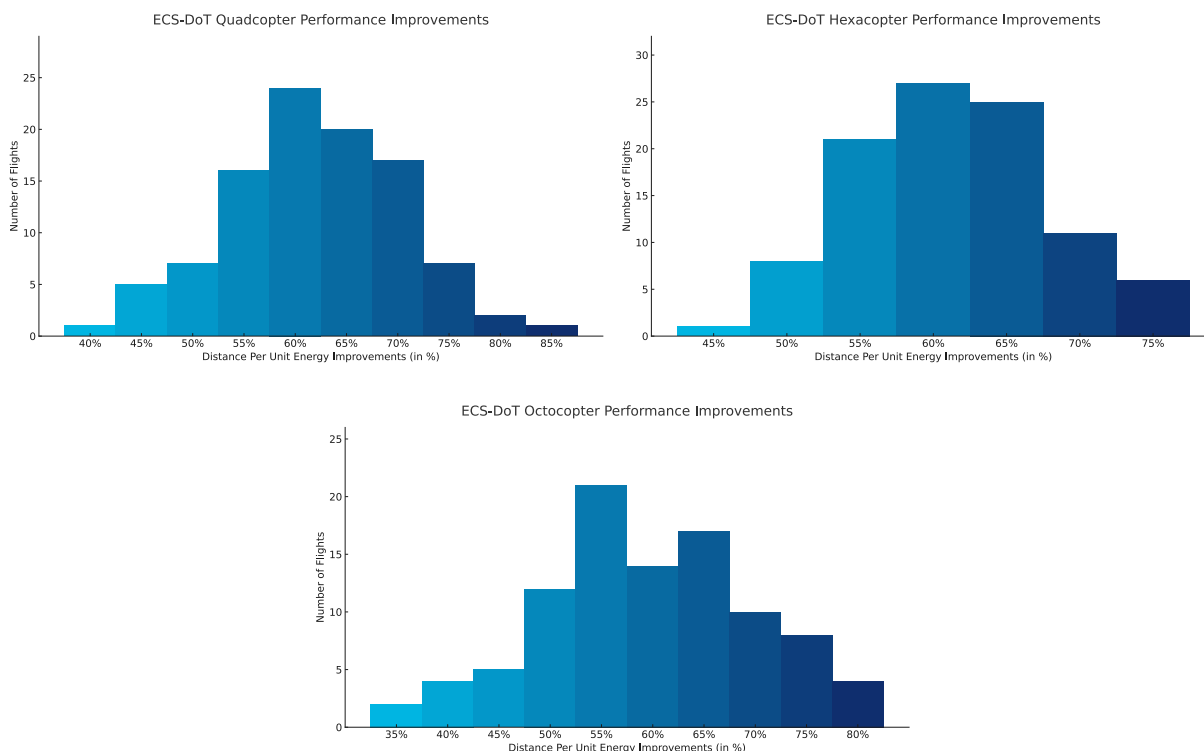 ECS-DoT Quadcopter Performance Improvements
25
20
15
10
5
0
Number of Flights
40% 45% 50% 55% 60% 65% 70% 75% 80% 85%
Distance Per Unit Energy Improvements (in %)
ECS-DoT Hexacopter Performance Improvements
30
25
20
15
10
5
0
Number of Flights
45% 50% 55% 60% 65% 70% 75%
Distance Per Unit Energy Improvements (in %)
ECS-DoT Octocopter Performance Improvements
25
20
15
10
5
0
Number of Flights
35% 40% 45% 50% 55% 60% 65% 70% 75% 80%
Distance Per Unit Energy Improvements (in %)